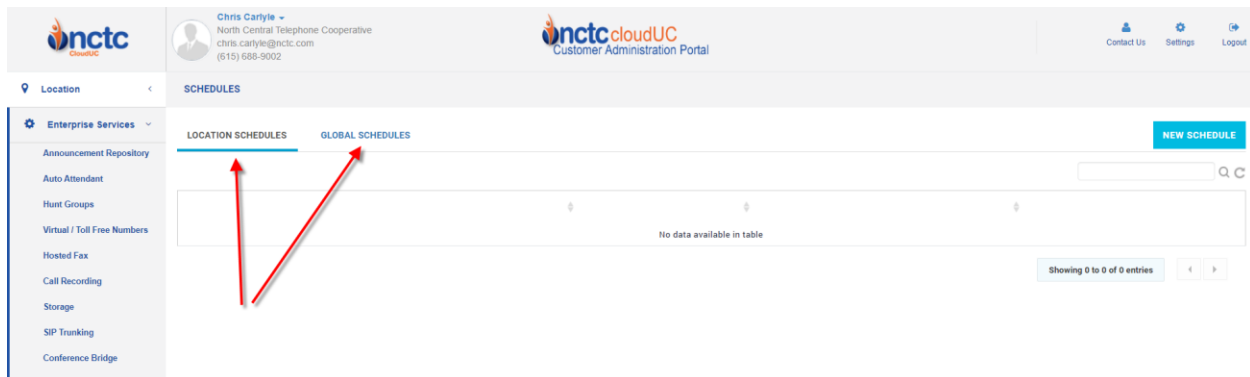 nctc
CloudUC
Chris Carlyle
North Central Telephone Cooperative
chris.carlyle@nctc.com
(615) 688-9002
nctc cloudUC
Customer Administration Portal
Contact Us
Settings
Logout
Location
SCHEDULES
Enterprise Services
LOCATION SCHEDULES
GLOBAL SCHEDULES
NEW SCHEDULE
Announcement Repository
Auto Attendant
Hunt Groups
Virtual / Toll Free Numbers
No data available in table
Hosted Fax
Showing 0 to 0 of 0 entries
Call Recording
Storage
SIP Trunking
Conference Bridge